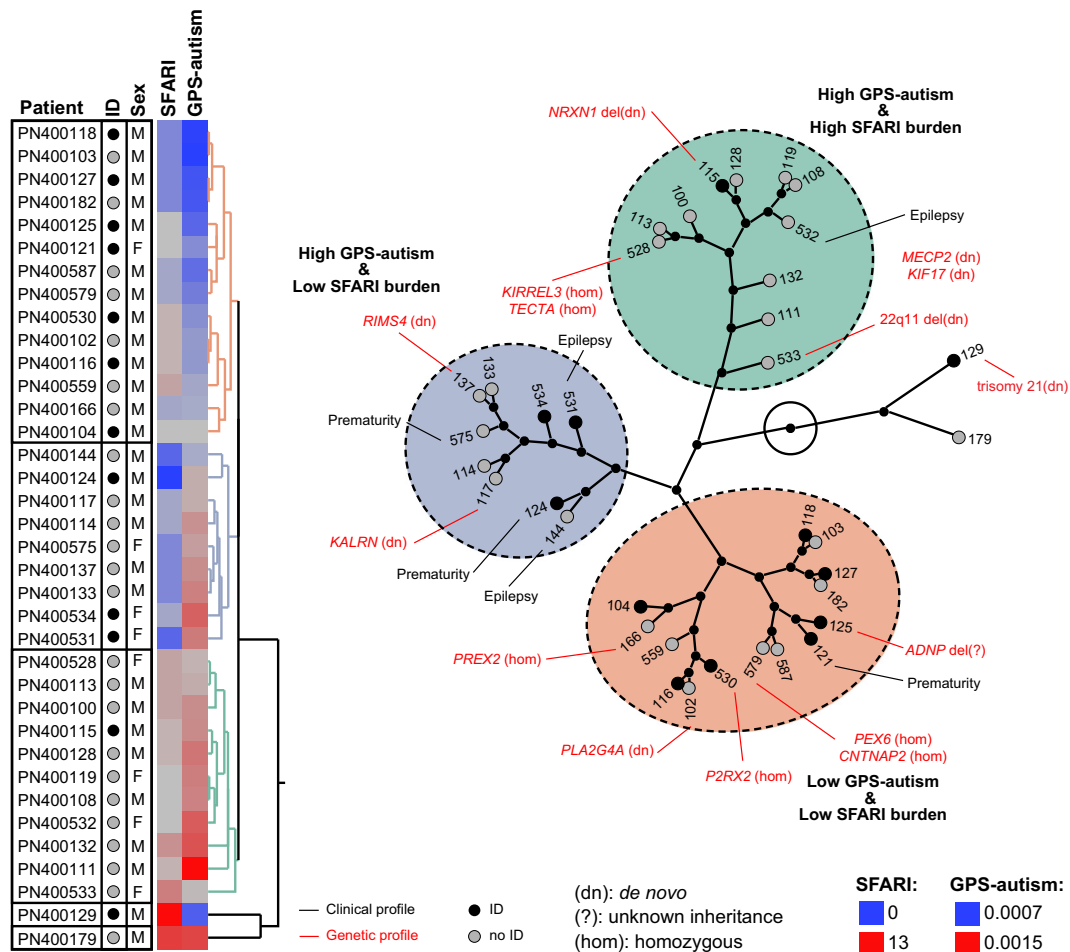 Patient ID Sex SFARI GPS-autism
PN400118 M
PN400103 M
PN400127 M
PN400182 M
PN400125 M
PN400121 F
PN400587 M
PN400579 M
PN400530 M
PN400102 M
PN400116 M
PN400559 M
PN400166 M
PN400104 M
PN400144 M
PN400124 M
PN400117 M
PN400114 M
PN400575 F
PN400137 M
PN400133 M
PN400534 F
PN400531 F
PN400528 F
PN400113 M
PN400100 M
PN400115 M
PN400128 M
PN400119 F
PN400108 M
PN400532 F
PN400132 M
PN400111 M
PN400533 F
PN400129 M
PN400179 M
High GPS-autism
&
High SFARI burden
NRXN1 del(dn)
115
128
119
108
100
113
528
532
132
111
533
Epilepsy
MECP2 (dn)
KIF17 (dn)
KIRREL3 (hom)
TECTA (hom)
22q11 del(dn)
129
trisomy 21(dn)
179
High GPS-autism
&
Low SFARI burden
RIMS4 (dn)
Epilepsy
137
133
534
531
Prematurity
575
114
117
124
144
KALRN (dn)
Prematurity
Epilepsy
118
103
127
182
104
166
125
121
559
579
587
530
116
102
ADNP del(?)
Prematurity
PREX2 (hom)
PLA2G4A (dn)
P2RX2 (hom)
PEX6 (hom)
CNTNAP2 (hom)
Low GPS-autism
&
Low SFARI burden
Clinical profile
Genetic profile
ID
no ID
(dn): de novo
(?): unknown inheritance
(hom): homozygous
SFARI:
0
13
GPS-autism:
0.0007
0.0015